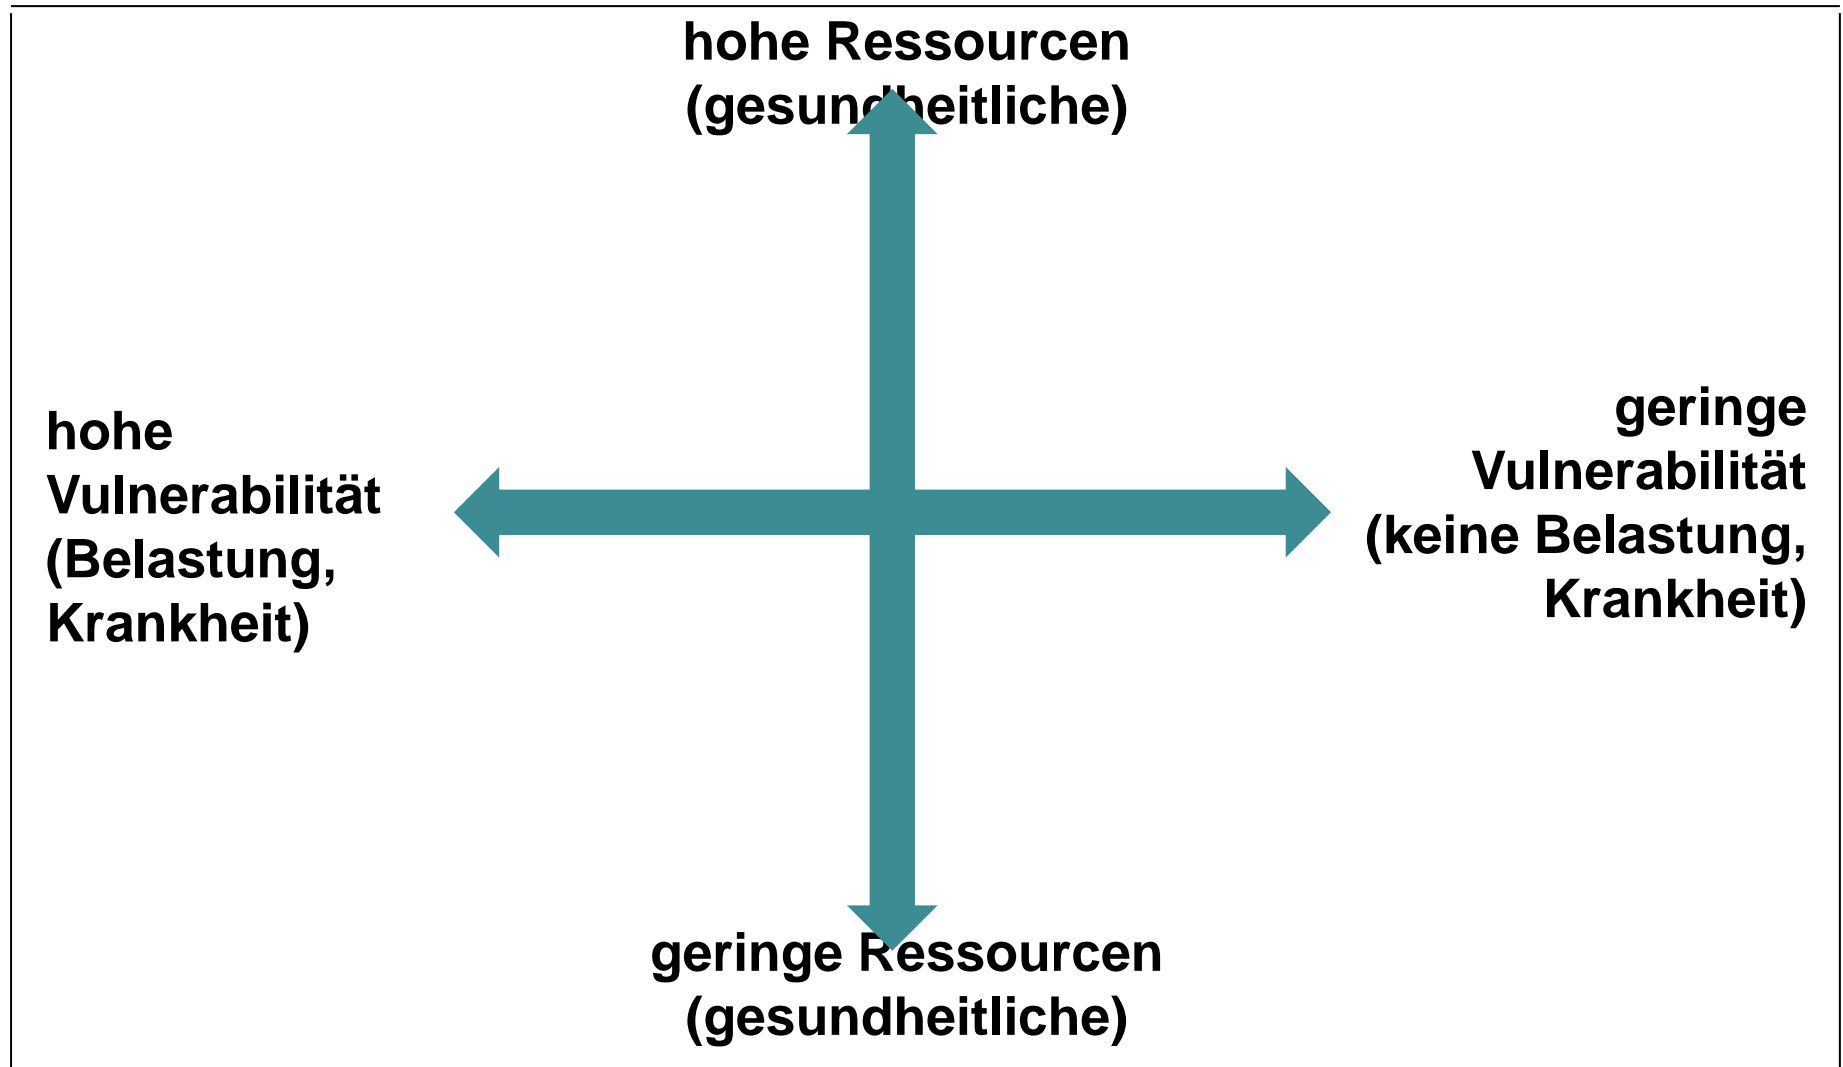 hohe Ressourcen
(gesundheitliche)
hohe
Vulnerabilität
(Belastung,
Krankheit)
geringe
Vulnerabilität
(keine Belastung,
Krankheit)
geringe Ressourcen
(gesundheitliche)